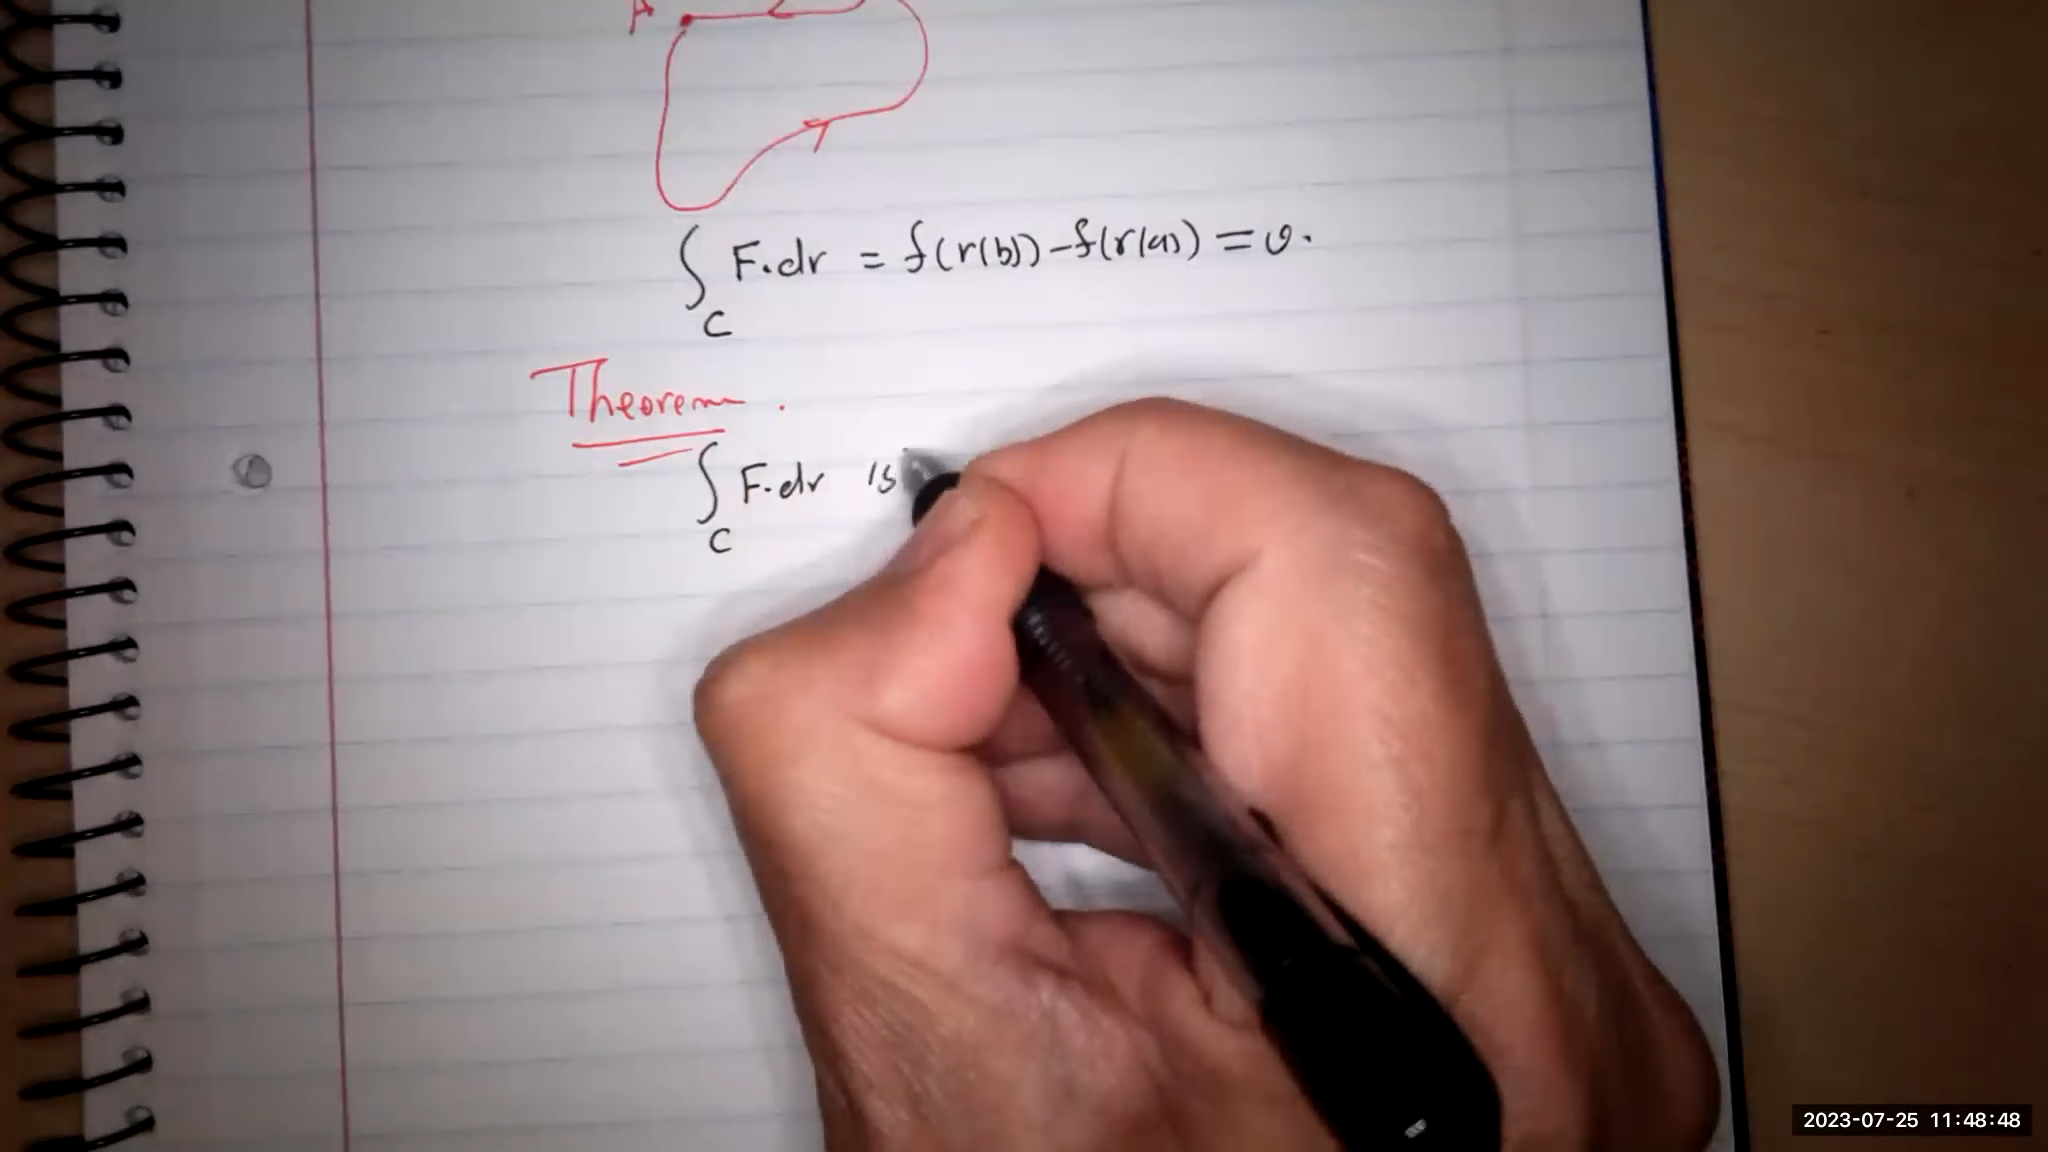 A
∫_C F.dr = f(r(b)) - f(r(a)) = 0.
Theorem.
∫_C F.dr is
2023-07-25 11:48:48